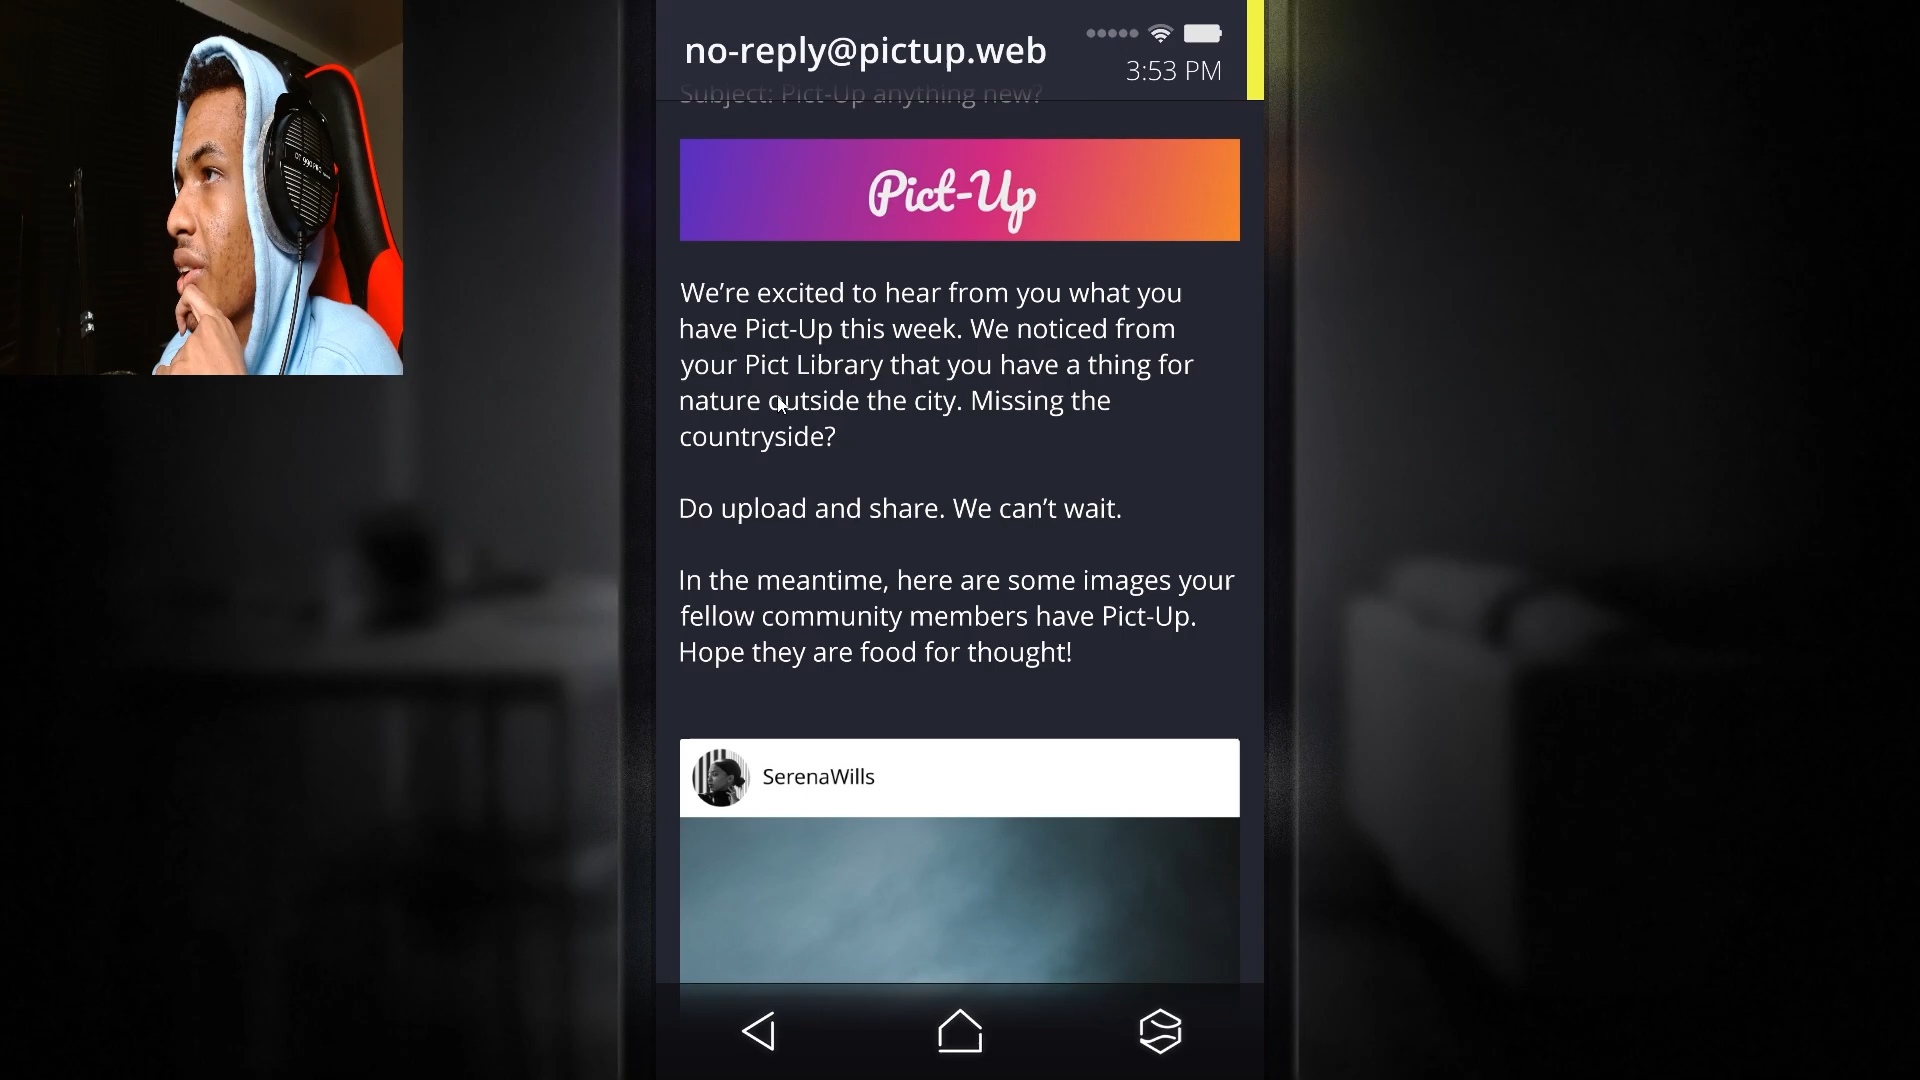 no-reply@pictup.web
3:53 PM
Subject: Pict-Up anything new?
Pict-Up
We’re excited to hear from you what you
have Pict-Up this week. We noticed from
your Pict Library that you have a thing for
nature outside the city. Missing the
countryside?
Do upload and share. We can’t wait.
In the meantime, here are some images your
fellow community members have Pict-Up.
Hope they are food for thought!
SerenaWills